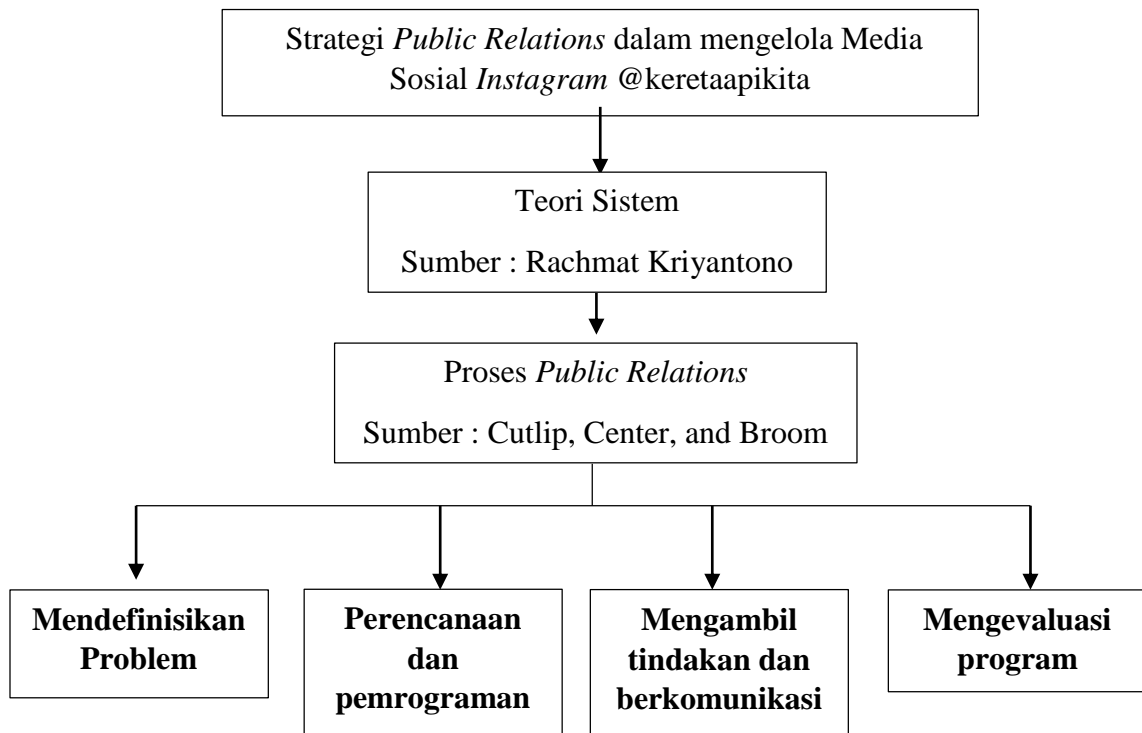 Strategi Public Relations dalam mengelola Media
Sosial Instagram @keretaapikita
Teori Sistem
Sumber : Rachmat Kriyantono
Proses Public Relations
Sumber : Cutlip, Center, and Broom
Mendefinisikan
Problem
Perencanaan
dan
pemrograman
Mengambil
tindakan dan
berkomunikasi
Mengevaluasi
program